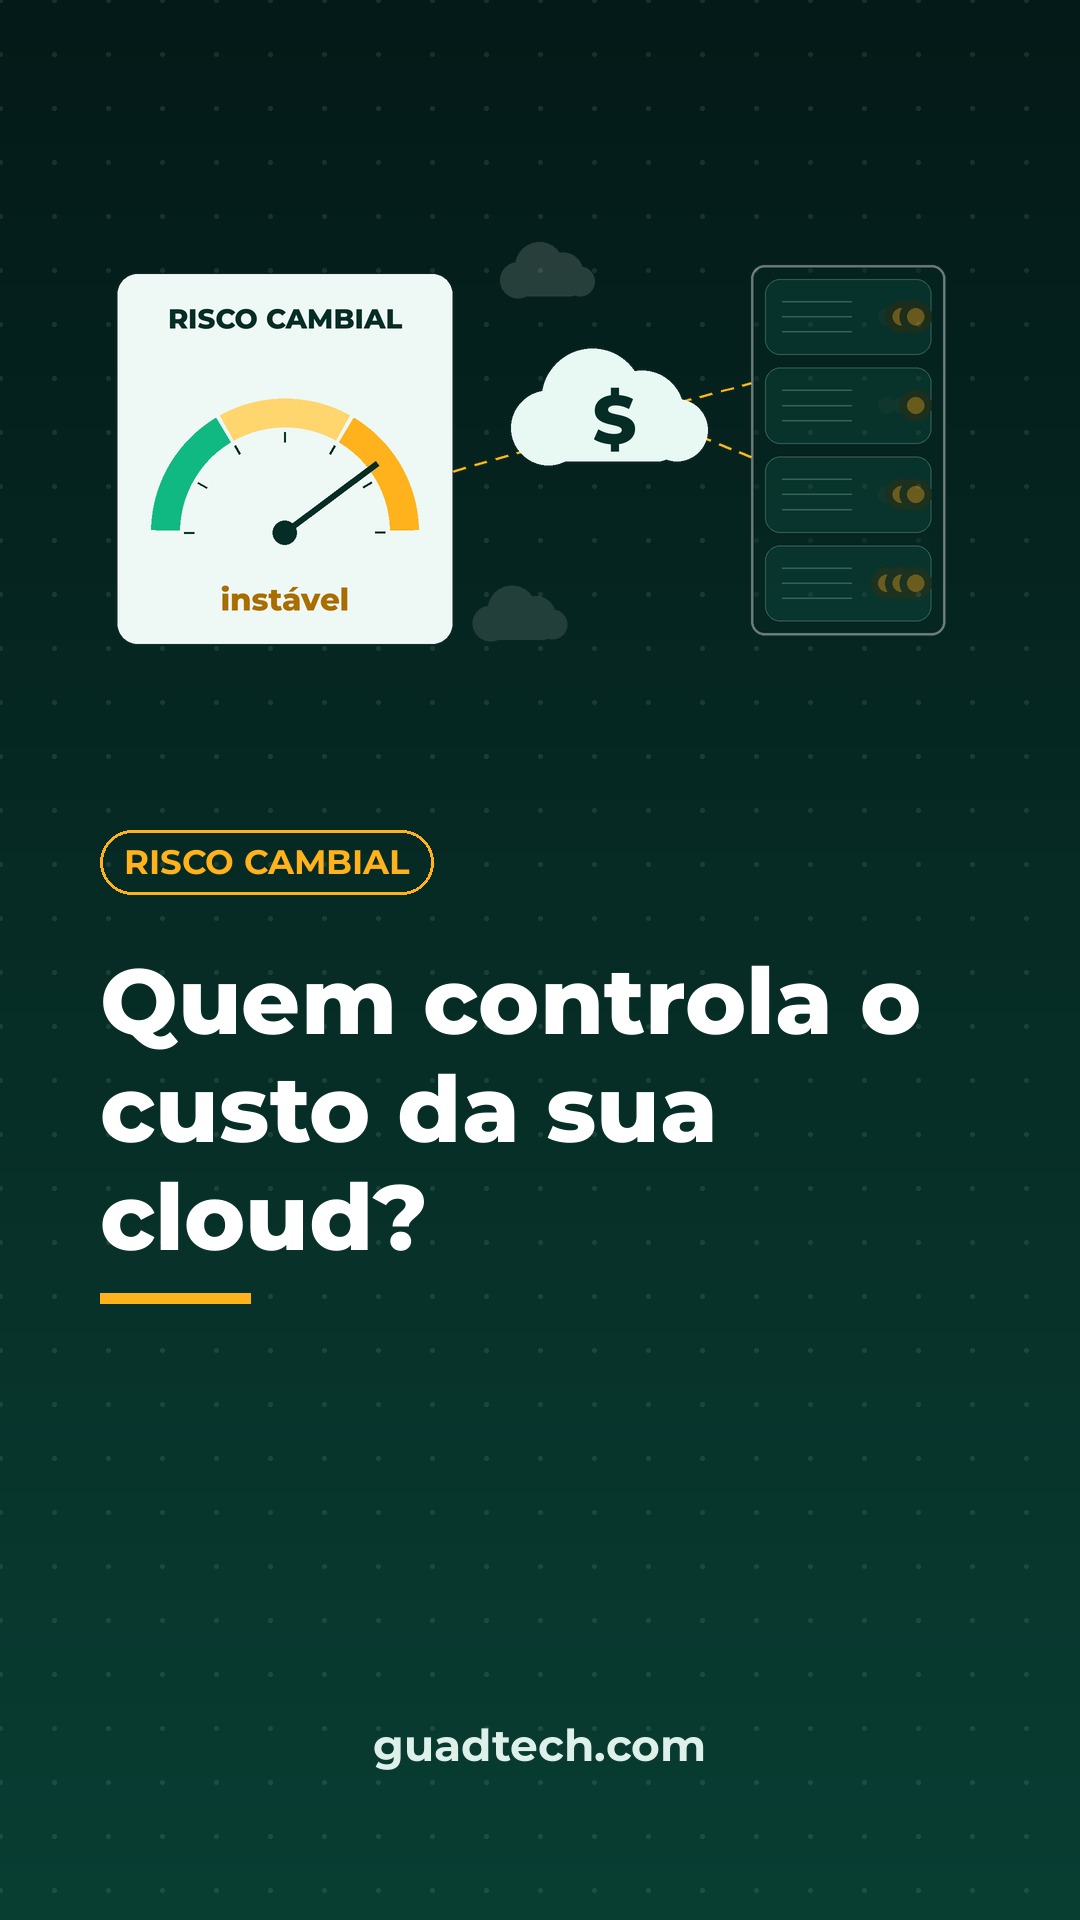 RISCO CAMBIAL
$
instável
RISCO CAMBIAL
Quem controla o
custo da sua
cloud?
guadtech.com